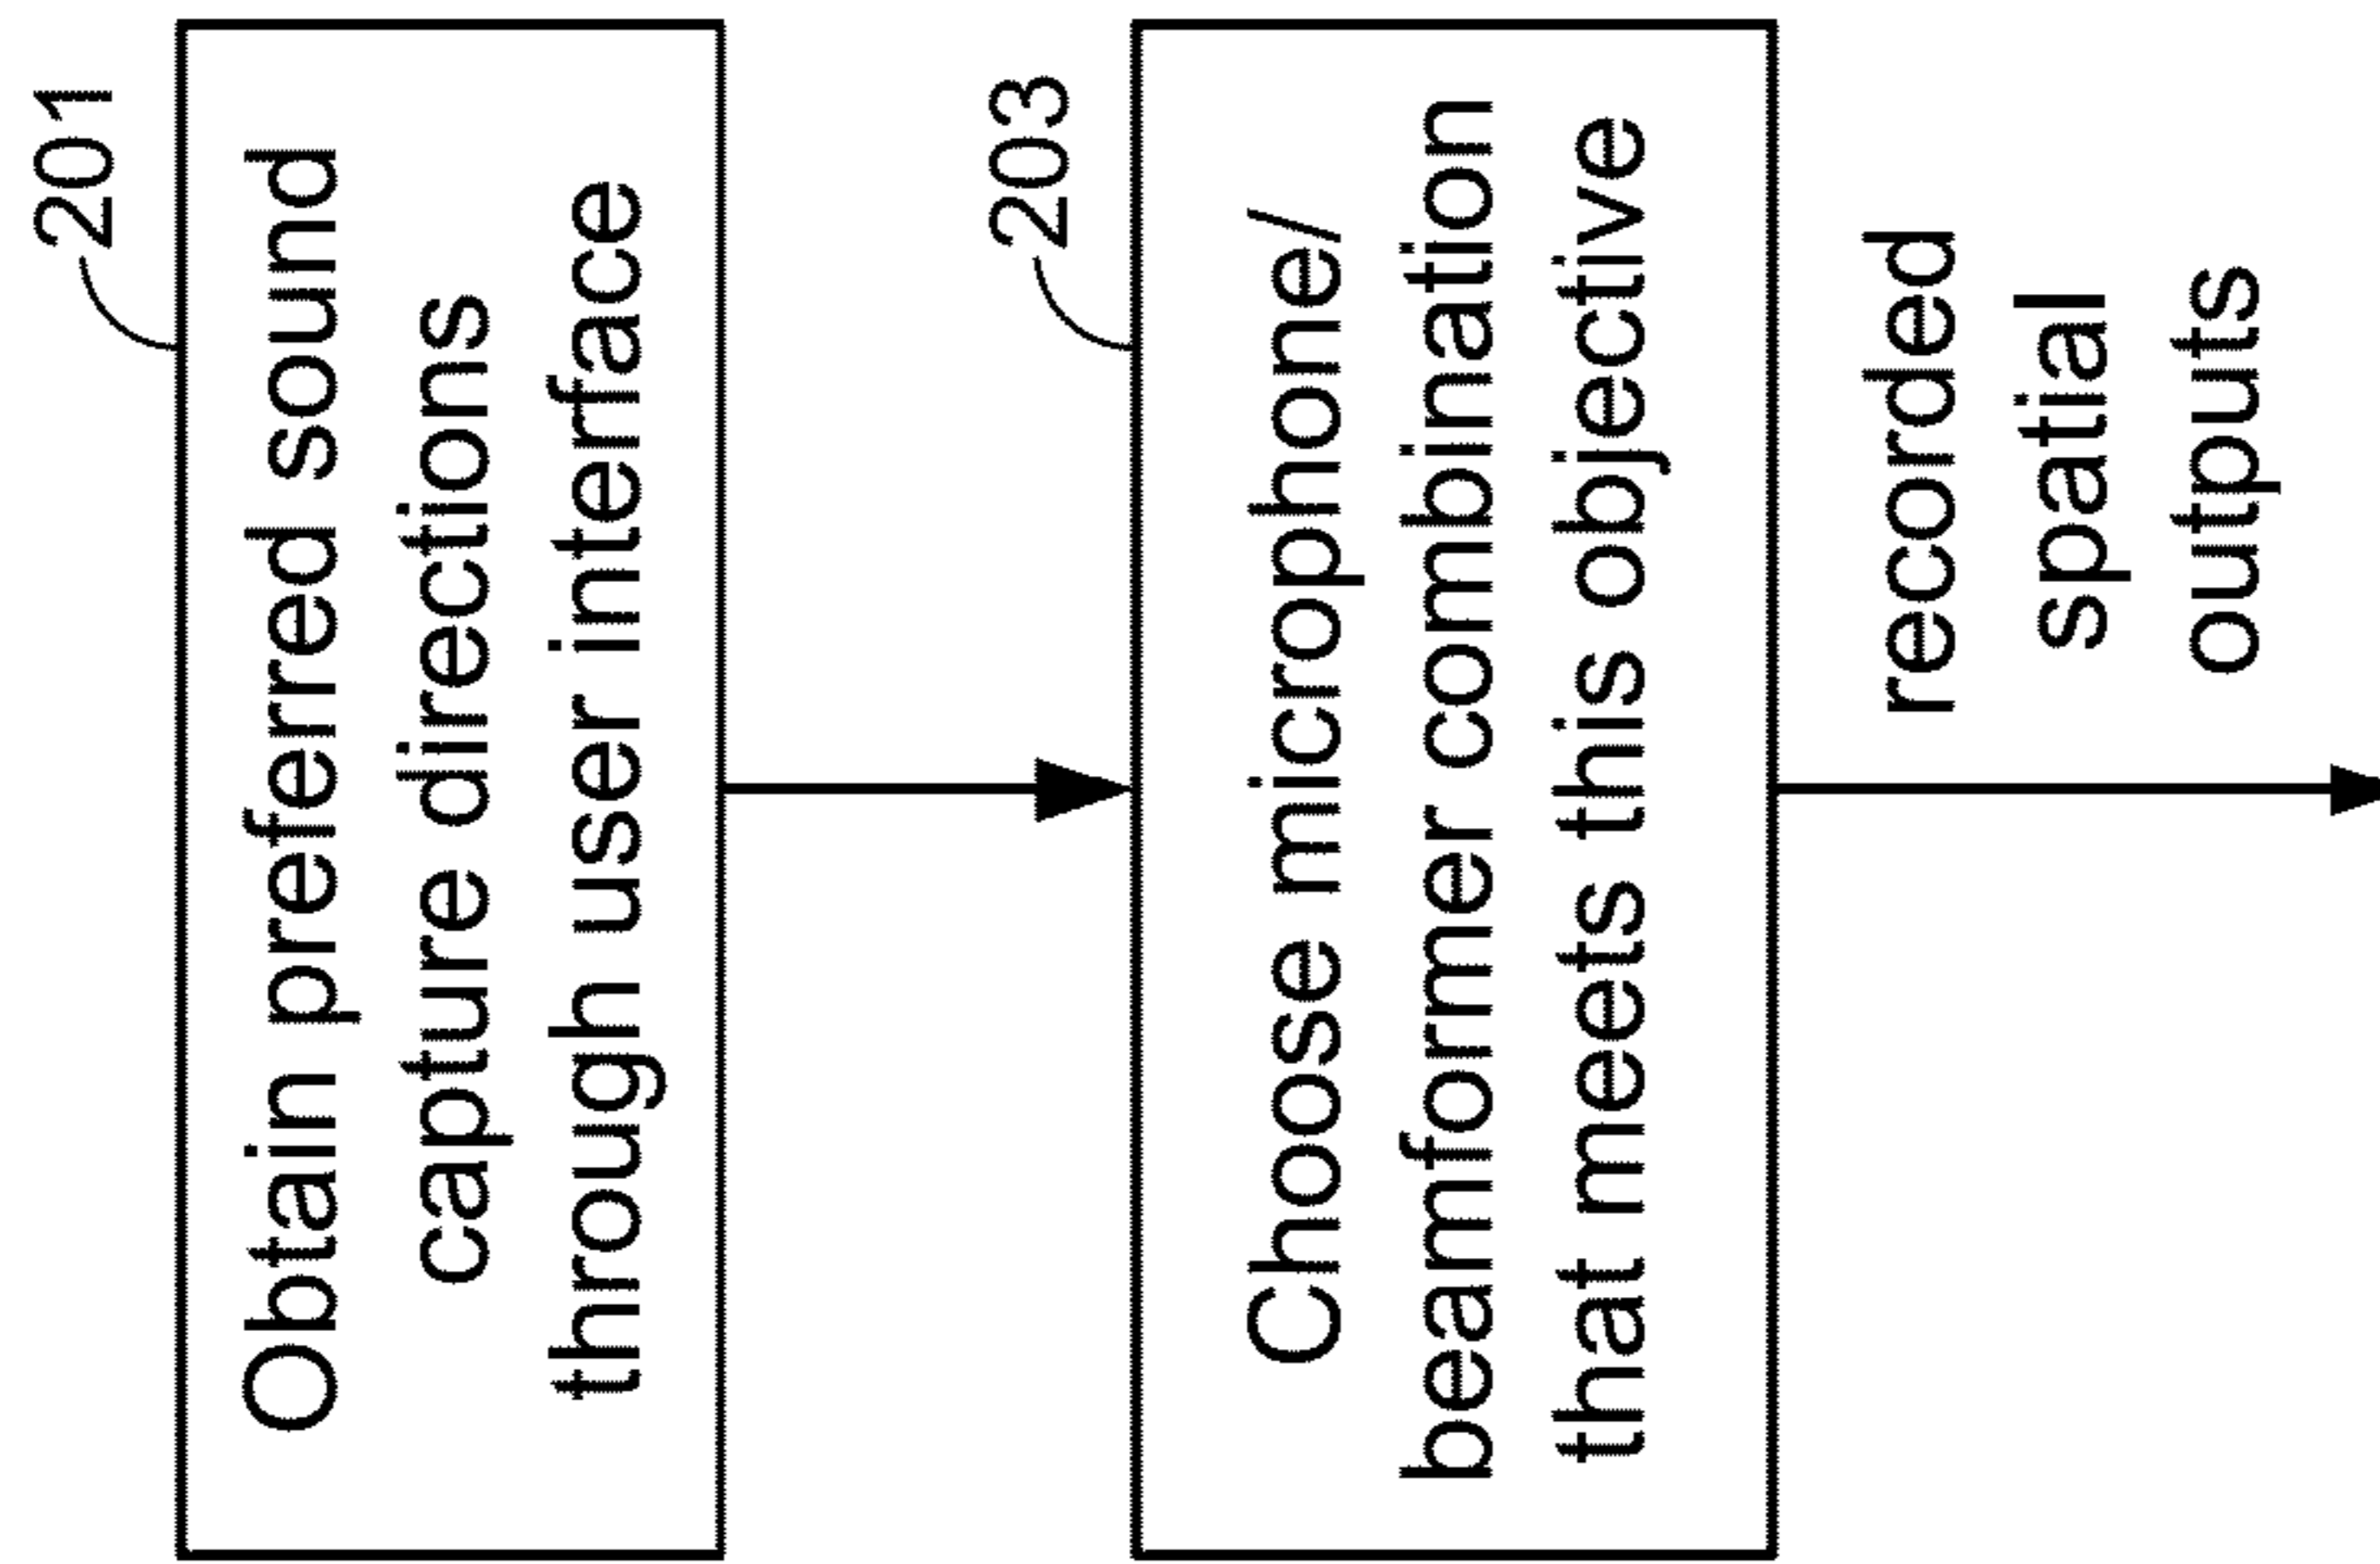 201
Obtain preferred sound
capture directions
through user interface
203
Choose microphone/
beamformer combination
that meets this objective
recorded
spatial
outputs